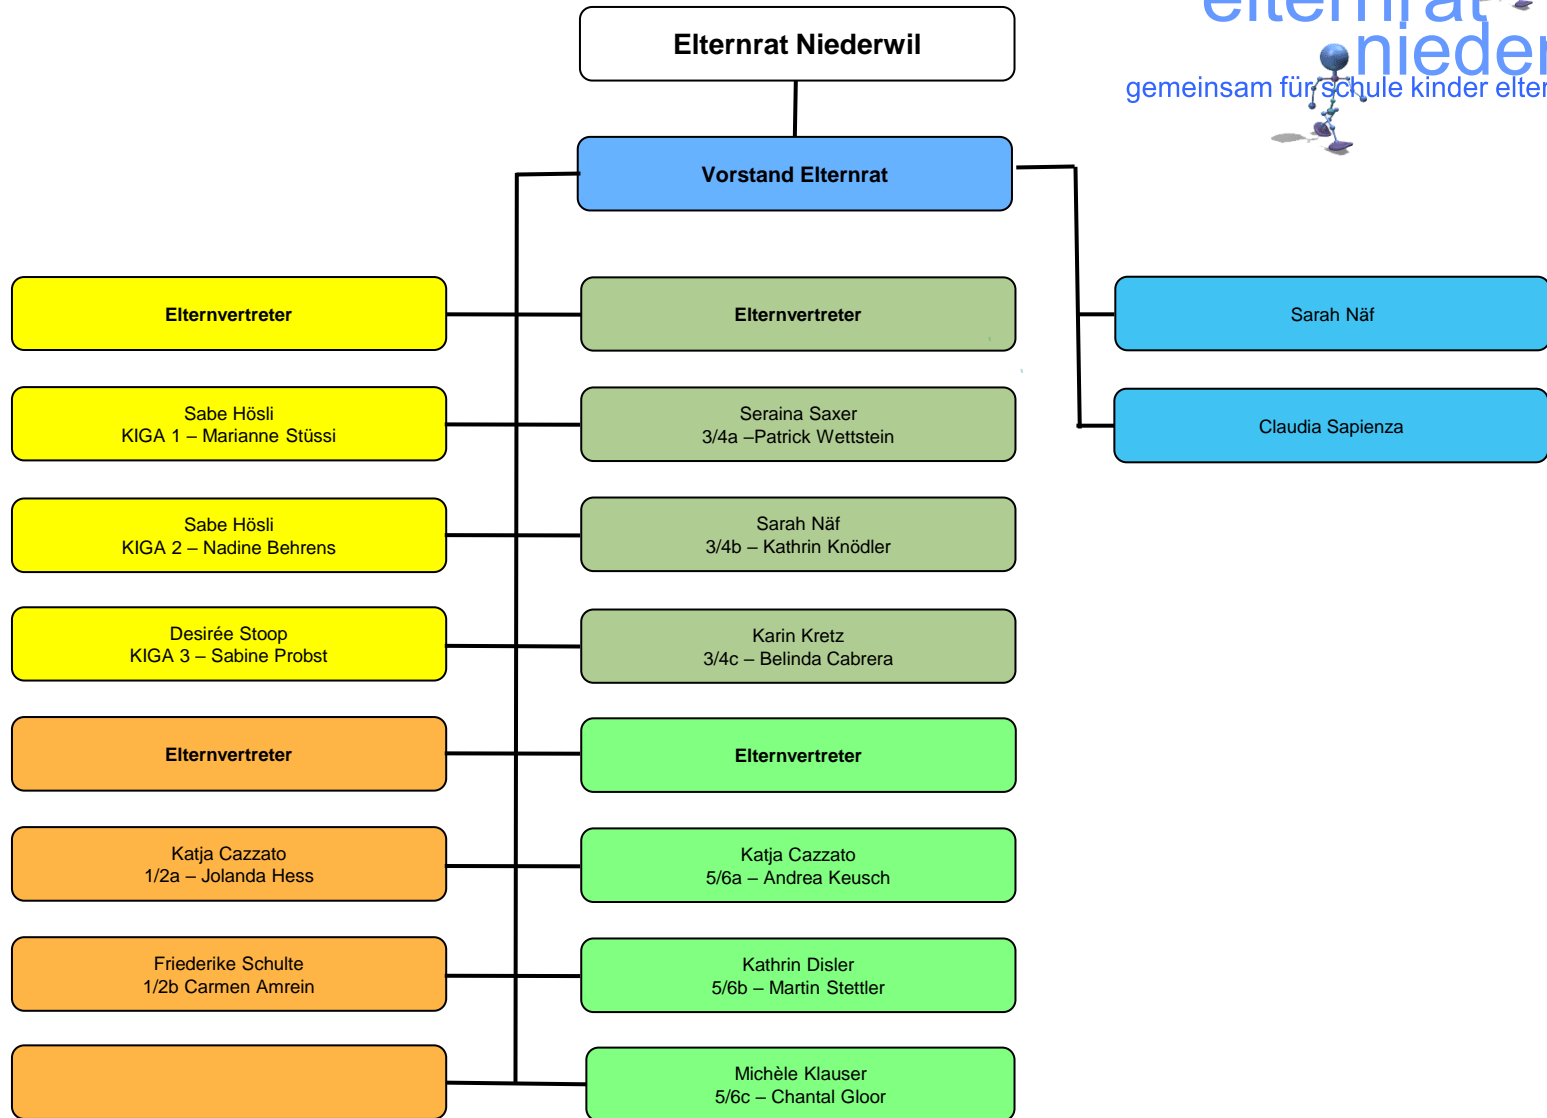 elternrat
nieder
gemeinsam für schule kinder elter
Elternrat Niederwil
Vorstand Elternrat
Elternvertreter
Elternvertreter
Sarah Näf
Sabe Hösli
KIGA 1 – Marianne Stüssi
Seraina Saxer
3/4a –Patrick Wettstein
Claudia Sapienza
Sabe Hösli
KIGA 2 – Nadine Behrens
Sarah Näf
3/4b – Kathrin Knödler
Desirée Stoop
KIGA 3 – Sabine Probst
Karin Kretz
3/4c – Belinda Cabrera
Elternvertreter
Elternvertreter
Katja Cazzato
1/2a – Jolanda Hess
Katja Cazzato
5/6a – Andrea Keusch
Friederike Schulte
1/2b Carmen Amrein
Kathrin Disler
5/6b – Martin Stettler
Michèle Klauser
5/6c – Chantal Gloor